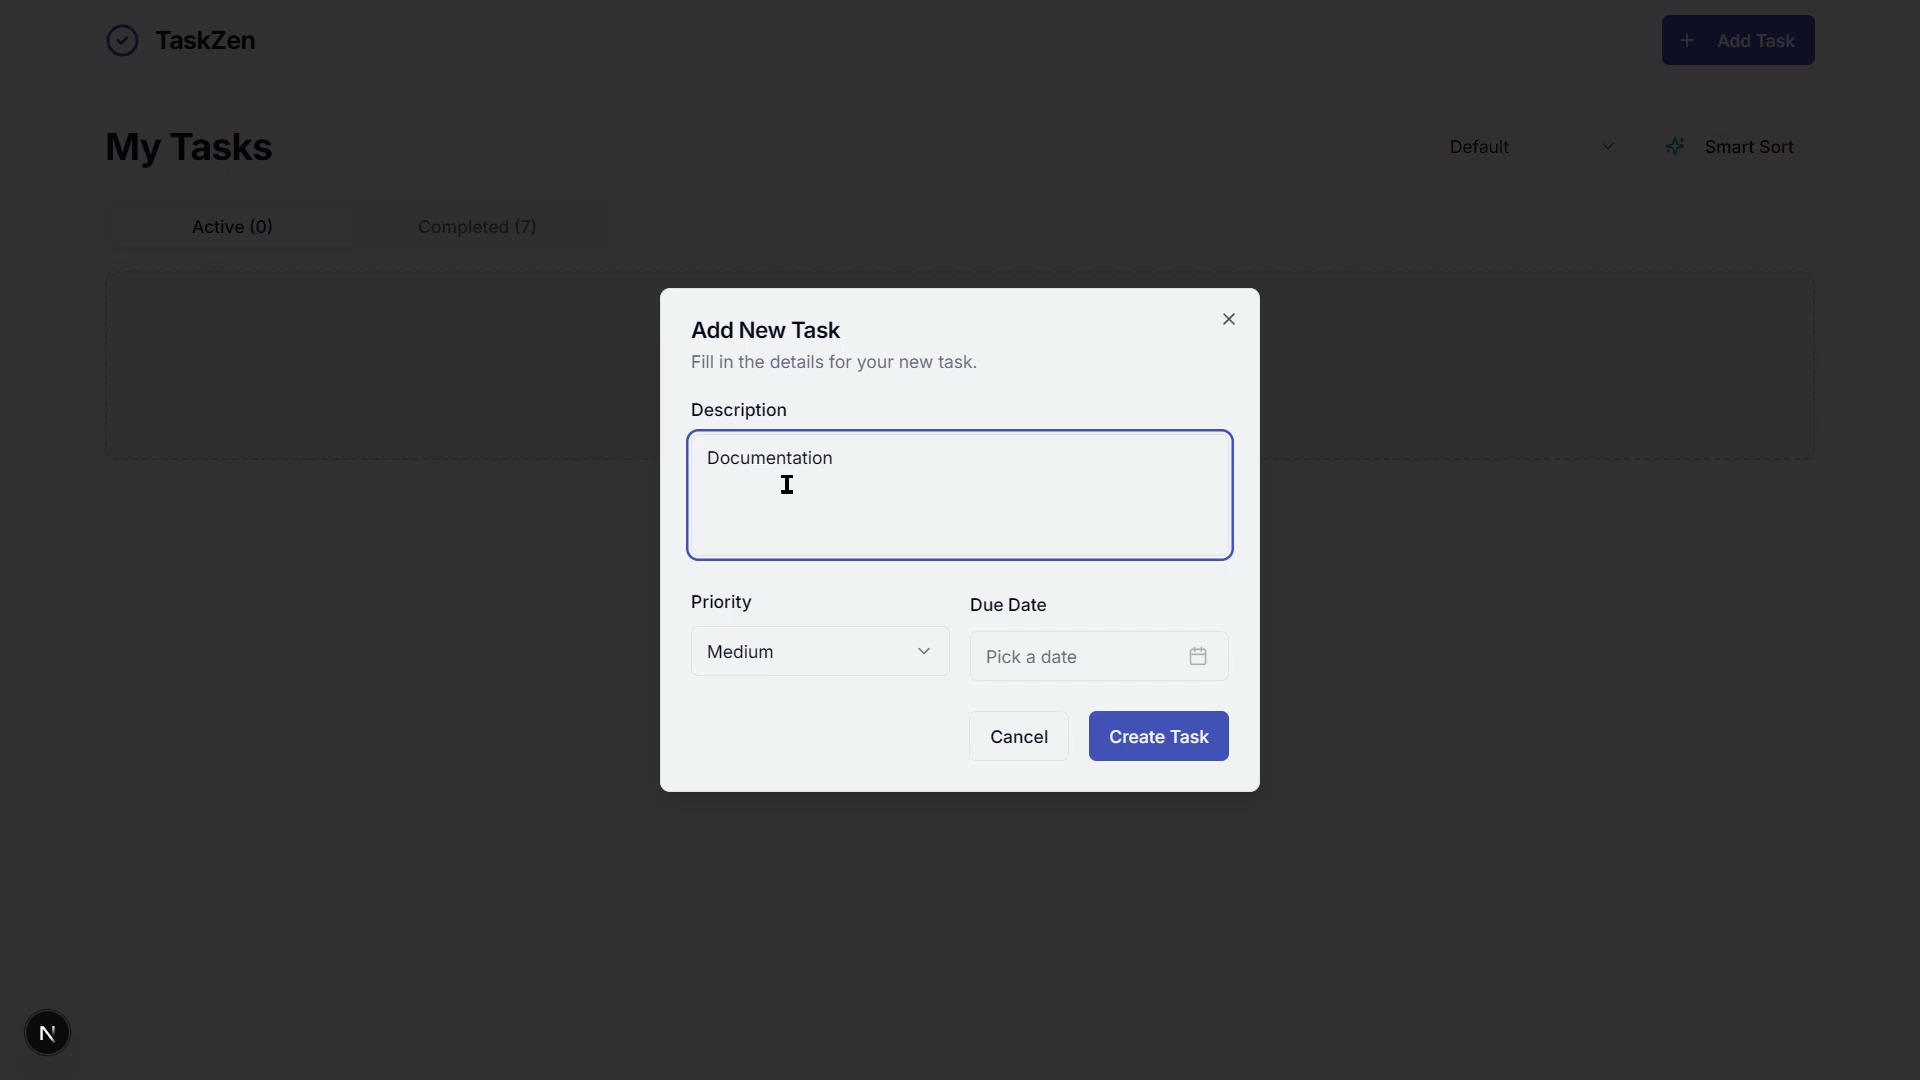 TaskZen
Add Task
My Tasks
Default
Smart Sort
Active (0)
Completed (7)
Add New Task
Fill in the details for your new task.
Description
Documentation
Priority
Due Date
Medium
Pick a date
Cancel
Create Task
N